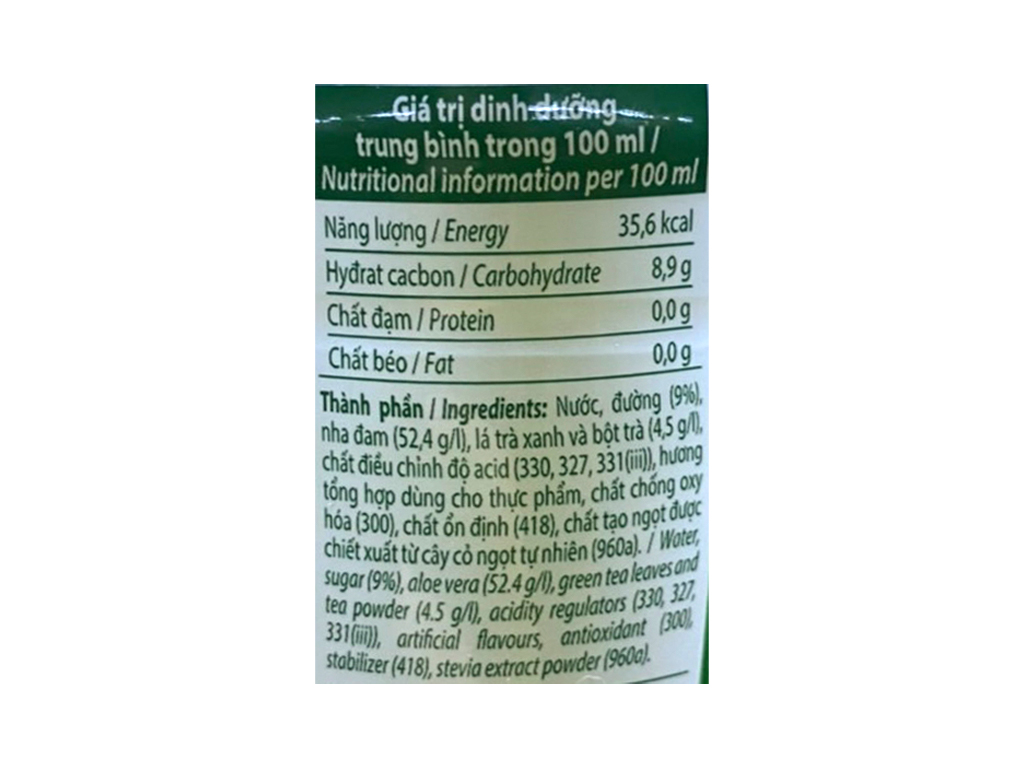 Giá trị dinh dưỡng
trung bình trong 100 ml /
Nutritional information per 100 ml
Năng lượng / Energy 35,6 kcal
Hyđrat cacbon / Carbohydrate 8,9 g
Chất đạm / Protein 0,0 g
Chất béo / Fat 0,0 g
Thành phần / Ingredients: Nước, đường (9%),
nha đam (52,4 g/l), lá trà xanh và bột trà (4,5 g/l),
chất điều chỉnh độ acid (330, 327, 331(iii)), hương
tổng hợp dùng cho thực phẩm, chất chống oxy
hóa (300), chất ổn định (418), chất tạo ngọt được
chiết xuất từ cây cỏ ngọt tự nhiên (960a). / Water,
sugar (9%), aloe vera (52.4 g/l), green tea leaves and
tea powder (4.5 g/l), acidity regulators (330, 327,
331(iii)), artificial flavours, antioxidant (300),
stabilizer (418), stevia extract powder (960a).